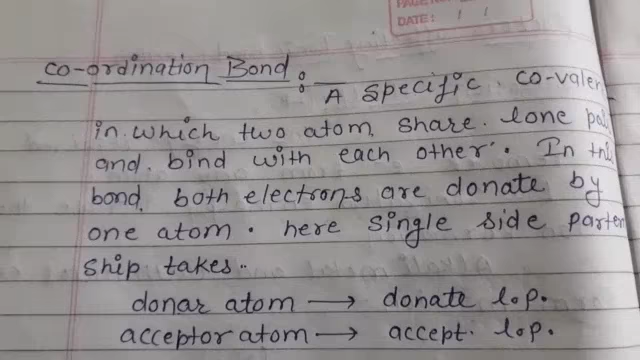 DATE: / /
co-ordination Bond :- A specific co-valen
in which two atom share lone pai
and bind with each other. In thi
bond, both electrons are donate by
one atom. here single side parten
ship takes..
donar atom → donate l.p.
acceptor atom → accept. l.p.